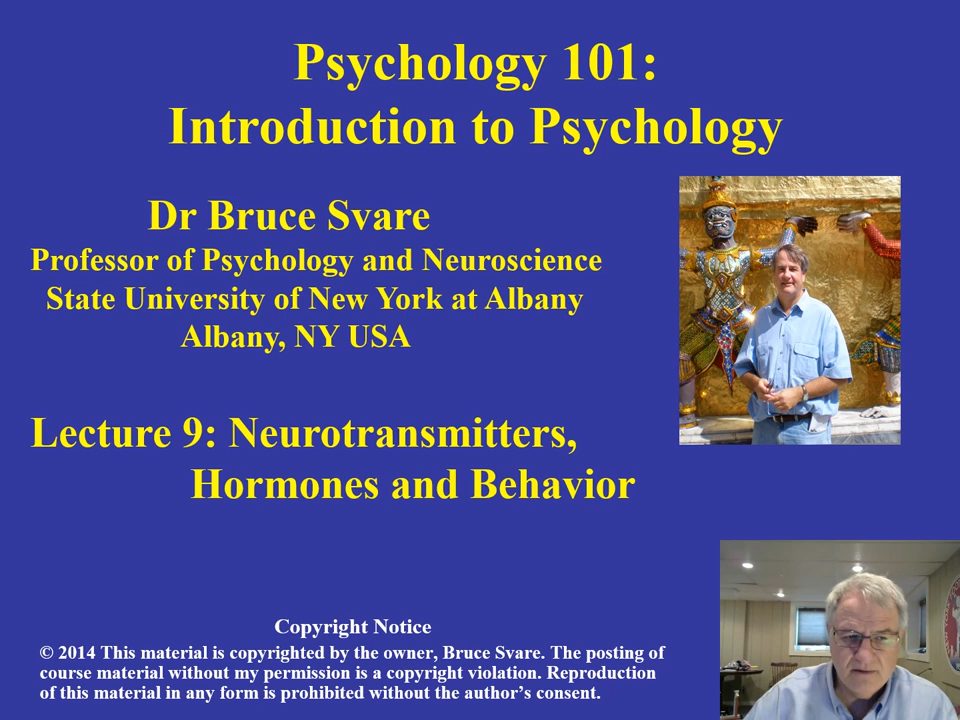 Psychology 101:
Introduction to Psychology
Dr Bruce Svare
Professor of Psychology and Neuroscience
State University of New York at Albany
Albany, NY USA
Lecture 9: Neurotransmitters,
Hormones and Behavior
Copyright Notice
© 2014 This material is copyrighted by the owner, Bruce Svare. The posting of
course material without my permission is a copyright violation. Reproduction
of this material in any form is prohibited without the author’s consent.